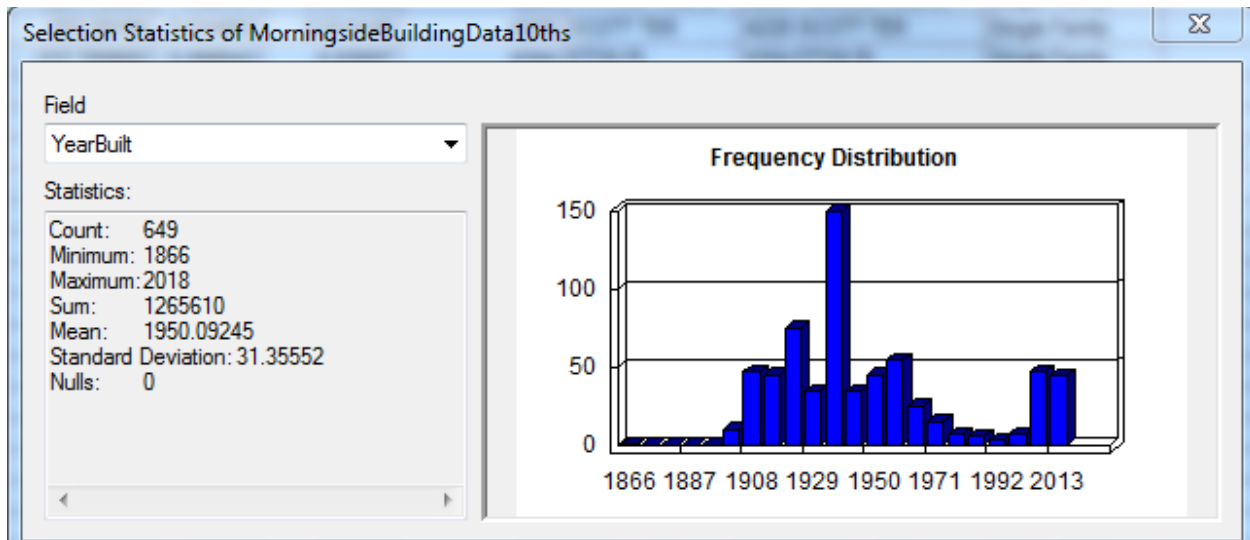 Selection Statistics of MorningsideBuildingData10ths
Field
YearBuilt
Statistics:
Count: 649
Minimum: 1866
Maximum: 2018
Sum: 1265610
Mean: 1950.09245
Standard Deviation: 31.35552
Nulls: 0
Frequency Distribution
150
100
50
0
1866 1887 1908 1929 1950 1971 1992 2013